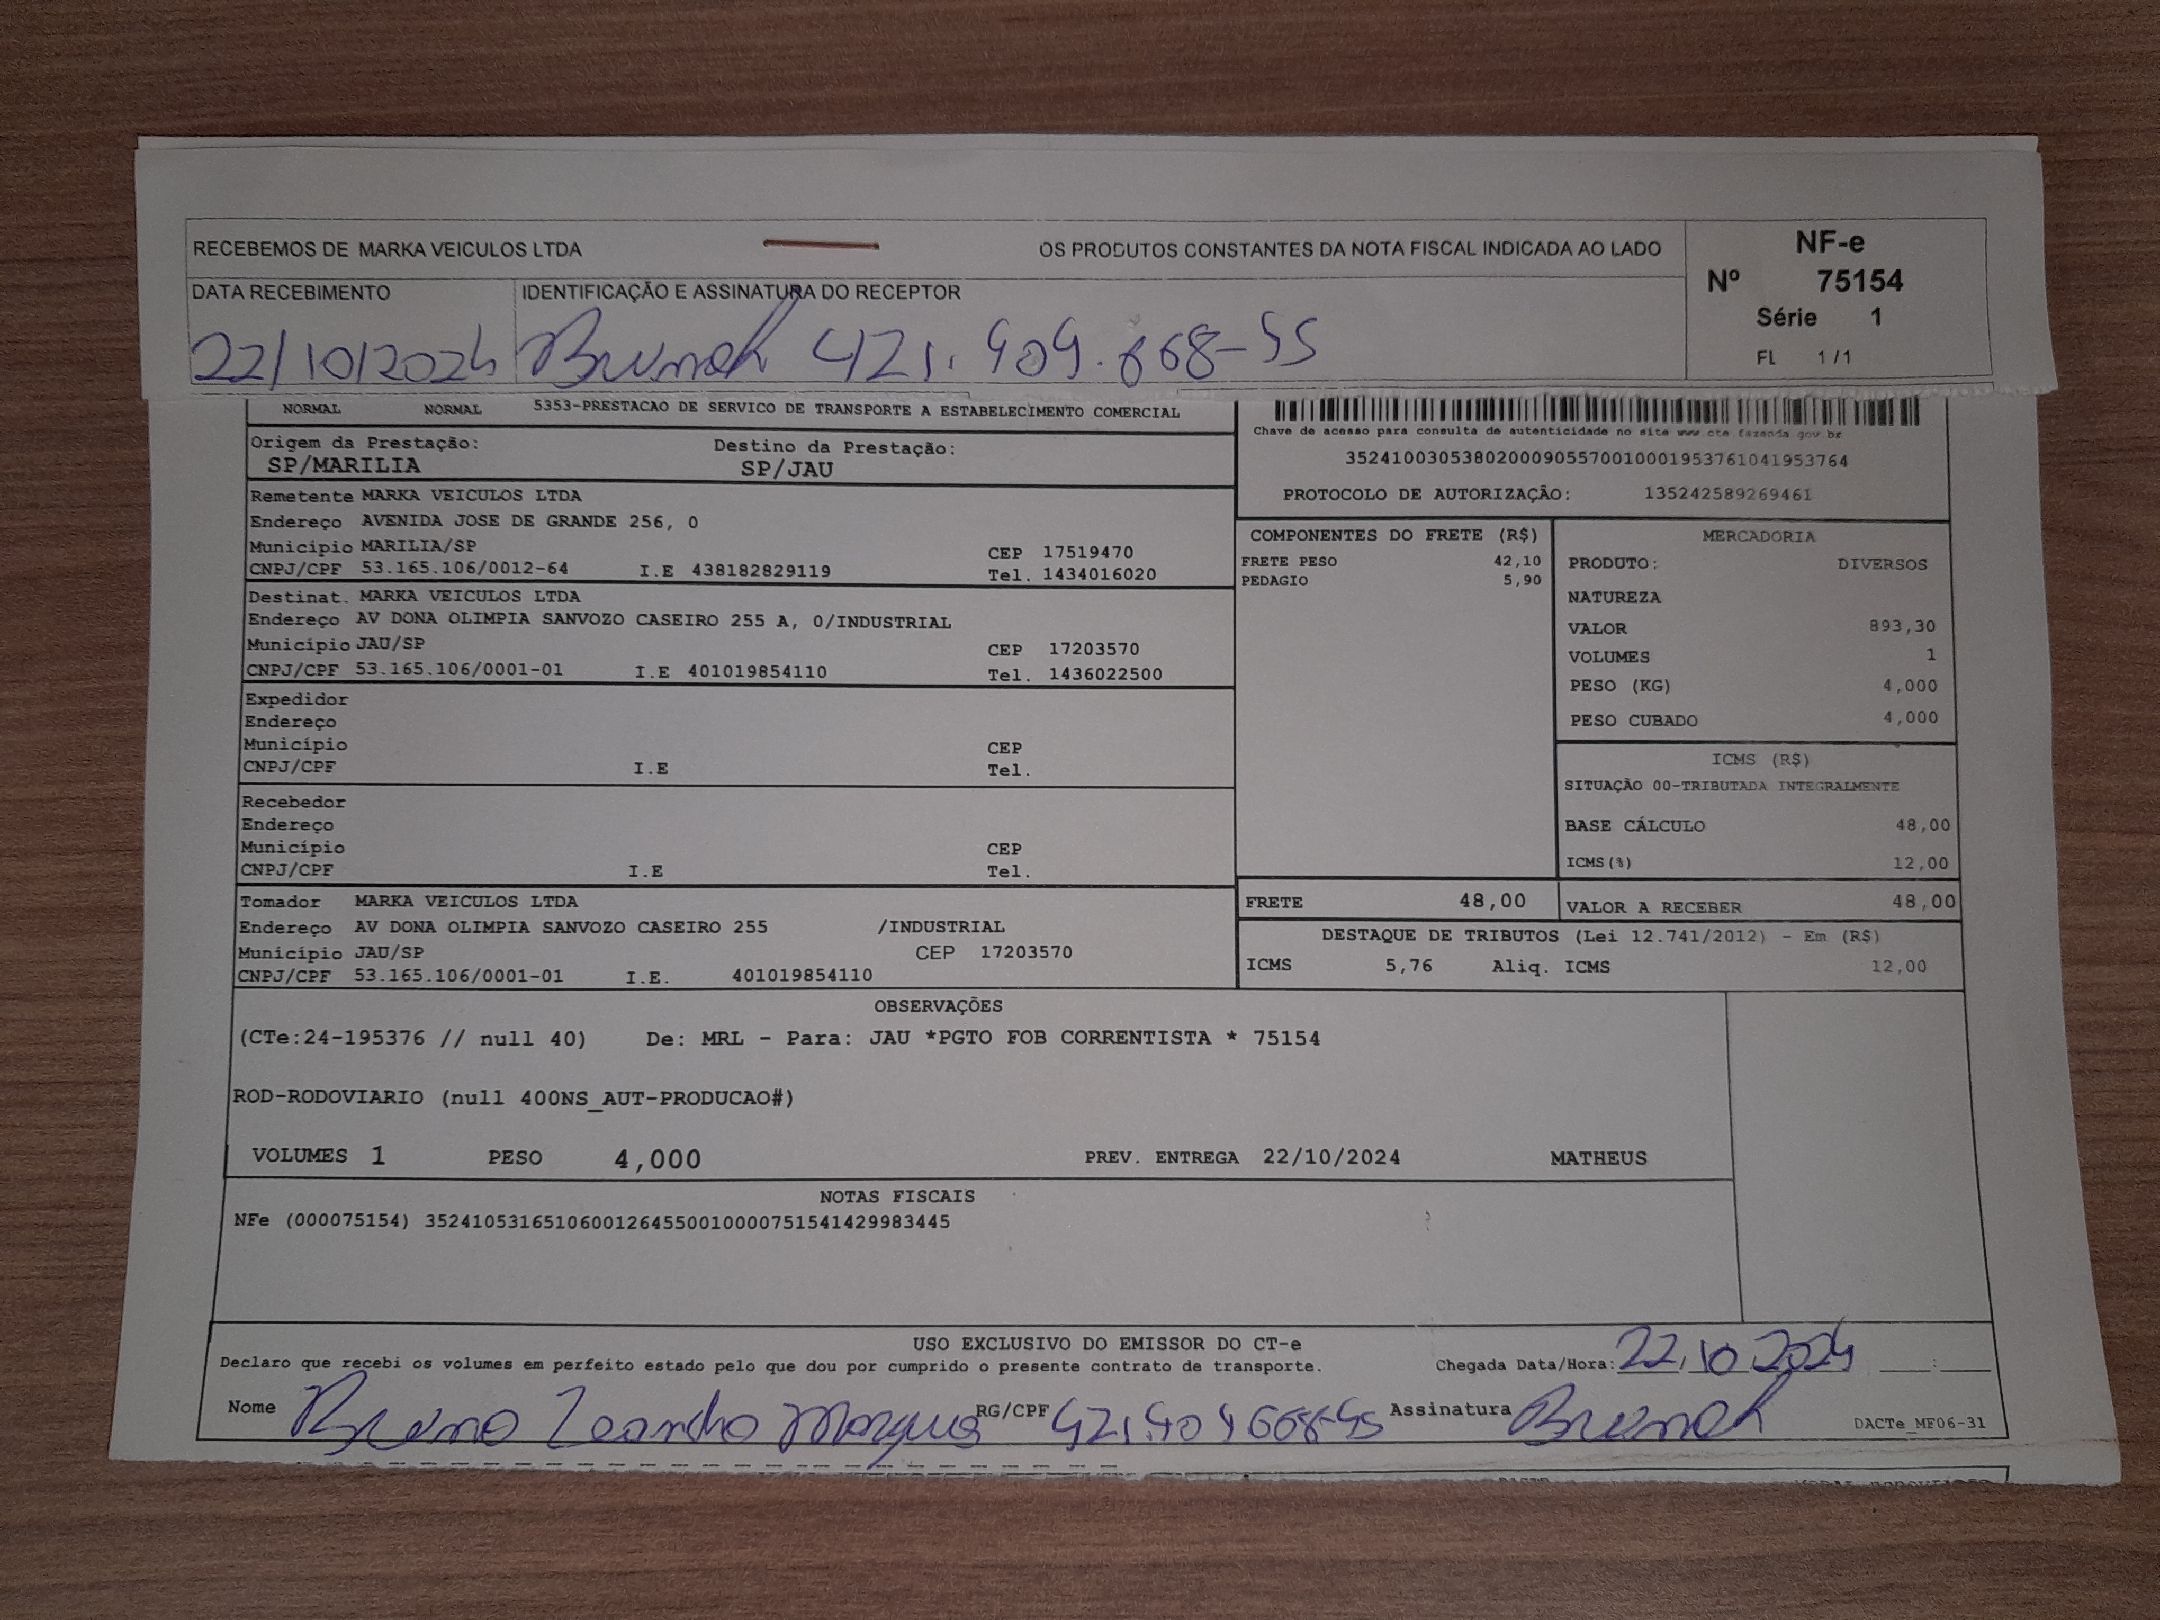 RECEBEMOS DE MARKA VEICULOS LTDA OS PRODUTOS CONSTANTES DA NOTA FISCAL INDICADA AO LADO
NF-e
Nº 75154
Série 1
FL 1 / 1
DATA RECEBIMENTO IDENTIFICAÇÃO E ASSINATURA DO RECEPTOR
22/10/2024 421.909.668-55
NORMAL NORMAL 5353-PRESTACAO DE SERVICO DE TRANSPORTE A ESTABELECIMENTO COMERCIAL
Chave de acesso para consulta de autenticidade no site www.cte.fazenda.gov.br
35241003053802000905570010001953761041953764
PROTOCOLO DE AUTORIZAÇÃO: 135242589269461
Origem da Prestação: Destino da Prestação:
SP/MARILIA SP/JAU
Remetente MARKA VEICULOS LTDA
Endereço AVENIDA JOSE DE GRANDE 256, 0
Município MARILIA/SP CEP 17519470
CNPJ/CPF 53.165.106/0012-64 I.E 438182829119 Tel. 1434016020
Destinat. MARKA VEICULOS LTDA
Endereço AV DONA OLIMPIA SANVOZO CASEIRO 255 A, 0/INDUSTRIAL
Município JAU/SP CEP 17203570
CNPJ/CPF 53.165.106/0001-01 I.E 401019854110 Tel. 1436022500
Expedidor
Endereço
Município CEP
CNPJ/CPF I.E Tel.
Recebedor
Endereço
Município CEP
CNPJ/CPF I.E Tel.
Tomador MARKA VEICULOS LTDA
Endereço AV DONA OLIMPIA SANVOZO CASEIRO 255 /INDUSTRIAL
Município JAU/SP CEP 17203570
CNPJ/CPF 53.165.106/0001-01 I.E. 401019854110
COMPONENTES DO FRETE (R$)
FRETE PESO 42,10
PEDAGIO 5,90
MERCADORIA
PRODUTO: DIVERSOS
NATUREZA
VALOR 893,30
VOLUMES 1
PESO (KG) 4,000
PESO CUBADO 4,000
ICMS (R$)
SITUAÇÃO 00-TRIBUTADA INTEGRALMENTE
BASE CÁLCULO 48,00
ICMS(%) 12,00
FRETE 48,00 VALOR A RECEBER 48,00
DESTAQUE DE TRIBUTOS (Lei 12.741/2012) - Em (R$)
ICMS 5,76 Aliq. ICMS 12,00
OBSERVAÇÕES
(CTe:24-195376 // null 40) De: MRL - Para: JAU *PGTO FOB CORRENTISTA * 75154
ROD-RODOVIARIO (null 400NS_AUT-PRODUCAO#)
VOLUMES 1 PESO 4,000 PREV. ENTREGA 22/10/2024 MATHEUS
NOTAS FISCAIS
NFe (000075154) 35241053165106001264550010000751541429983445
USO EXCLUSIVO DO EMISSOR DO CT-e
Declaro que recebi os volumes em perfeito estado pelo que dou por cumprido o presente contrato de transporte. Chegada Data/Hora: 22,10 2024 ____:____
Nome Bruno Leandro Marques RG/CPF Assinatura DACTe_MF06-31